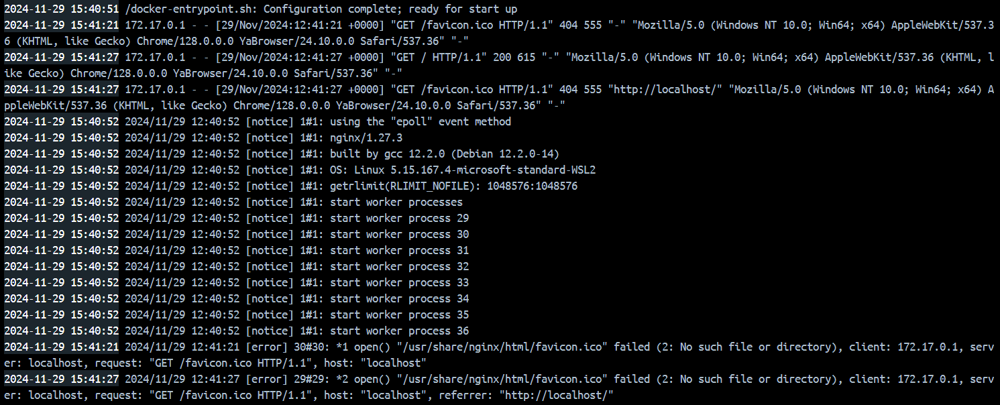 2024-11-29 15:40:51 /docker-entrypoint.sh: Configuration complete; ready for start up
2024-11-29 15:41:21 172.17.0.1 - - [29/Nov/2024:12:41:21 +0000] "GET /favicon.ico HTTP/1.1" 404 555 "-" "Mozilla/5.0 (Windows NT 10.0; Win64; x64) AppleWebKit/537.3
6 (KHTML, like Gecko) Chrome/128.0.0.0 YaBrowser/24.10.0.0 Safari/537.36" "-"
2024-11-29 15:41:27 172.17.0.1 - - [29/Nov/2024:12:41:27 +0000] "GET / HTTP/1.1" 200 615 "-" "Mozilla/5.0 (Windows NT 10.0; Win64; x64) AppleWebKit/537.36 (KHTML, l
ike Gecko) Chrome/128.0.0.0 YaBrowser/24.10.0.0 Safari/537.36" "-"
2024-11-29 15:41:27 172.17.0.1 - - [29/Nov/2024:12:41:27 +0000] "GET /favicon.ico HTTP/1.1" 404 555 "http://localhost/" "Mozilla/5.0 (Windows NT 10.0; Win64; x64) A
ppleWebKit/537.36 (KHTML, like Gecko) Chrome/128.0.0.0 YaBrowser/24.10.0.0 Safari/537.36" "-"
2024-11-29 15:40:52 2024/11/29 12:40:52 [notice] 1#1: using the "epoll" event method
2024-11-29 15:40:52 2024/11/29 12:40:52 [notice] 1#1: nginx/1.27.3
2024-11-29 15:40:52 2024/11/29 12:40:52 [notice] 1#1: built by gcc 12.2.0 (Debian 12.2.0-14)
2024-11-29 15:40:52 2024/11/29 12:40:52 [notice] 1#1: OS: Linux 5.15.167.4-microsoft-standard-WSL2
2024-11-29 15:40:52 2024/11/29 12:40:52 [notice] 1#1: getrlimit(RLIMIT_NOFILE): 1048576:1048576
2024-11-29 15:40:52 2024/11/29 12:40:52 [notice] 1#1: start worker processes
2024-11-29 15:40:52 2024/11/29 12:40:52 [notice] 1#1: start worker process 29
2024-11-29 15:40:52 2024/11/29 12:40:52 [notice] 1#1: start worker process 30
2024-11-29 15:40:52 2024/11/29 12:40:52 [notice] 1#1: start worker process 31
2024-11-29 15:40:52 2024/11/29 12:40:52 [notice] 1#1: start worker process 32
2024-11-29 15:40:52 2024/11/29 12:40:52 [notice] 1#1: start worker process 33
2024-11-29 15:40:52 2024/11/29 12:40:52 [notice] 1#1: start worker process 34
2024-11-29 15:40:52 2024/11/29 12:40:52 [notice] 1#1: start worker process 35
2024-11-29 15:40:52 2024/11/29 12:40:52 [notice] 1#1: start worker process 36
2024-11-29 15:41:21 2024/11/29 12:41:21 [error] 30#30: *1 open() "/usr/share/nginx/html/favicon.ico" failed (2: No such file or directory), client: 172.17.0.1, serv
er: localhost, request: "GET /favicon.ico HTTP/1.1", host: "localhost"
2024-11-29 15:41:27 2024/11/29 12:41:27 [error] 29#29: *2 open() "/usr/share/nginx/html/favicon.ico" failed (2: No such file or directory), client: 172.17.0.1, serv
er: localhost, request: "GET /favicon.ico HTTP/1.1", host: "localhost", referrer: "http://localhost/"